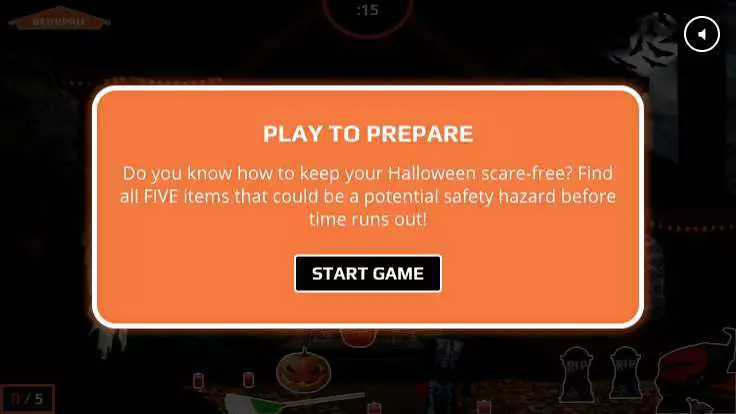 SERVPRO
:15
PLAY TO PREPARE
Do you know how to keep your Halloween scare-free? Find
all FIVE items that could be a potential safety hazard before
time runs out!
START GAME
RIP
RIP
0 / 5